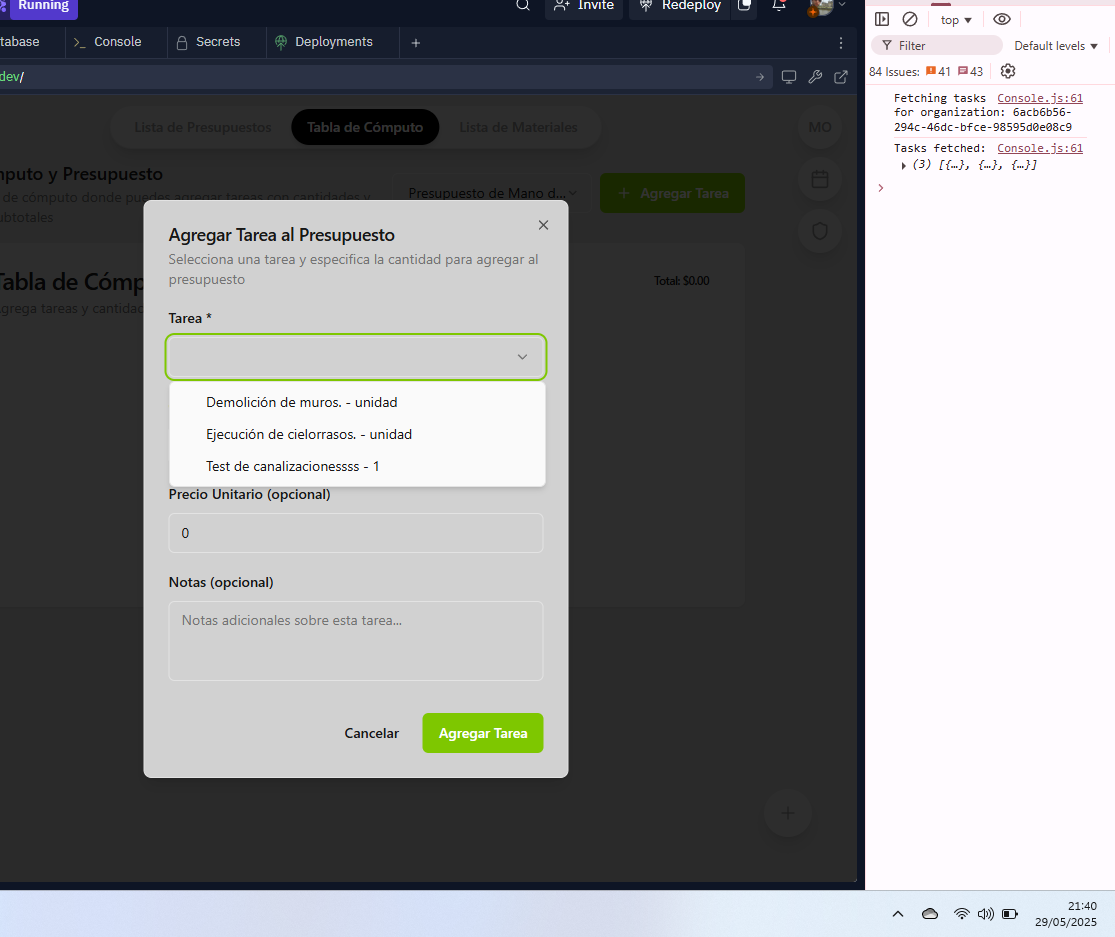 Running
Invite
Redeploy
tabase
Console
Secrets
Deployments
dev/
Lista de Presupuestos
Tabla de Cómputo
Lista de Materiales
MO
mputo y Presupuesto
de cómputo donde puedes agregar tareas con cantidades y
ubtotales
Presupuesto de Mano d...
Agregar Tarea
Tabla de Cómp
Total: $0.00
grega tareas y cantidad
Agregar Tarea al Presupuesto
Selecciona una tarea y especifica la cantidad para agregar al
presupuesto
Tarea *
Demolición de muros. - unidad
Ejecución de cielorrasos. - unidad
Test de canalizacionessss - 1
Precio Unitario (opcional)
0
Notas (opcional)
Notas adicionales sobre esta tarea...
Cancelar
Agregar Tarea
top
Filter
Default levels
84 Issues: 41 43
Fetching tasks Console.js:61
for organization: 6acb6b56-
294c-46dc-bfce-98595d0e08c9
Tasks fetched: Console.js:61
(3) [{…}, {…}, {…}]
21:40
29/05/2025